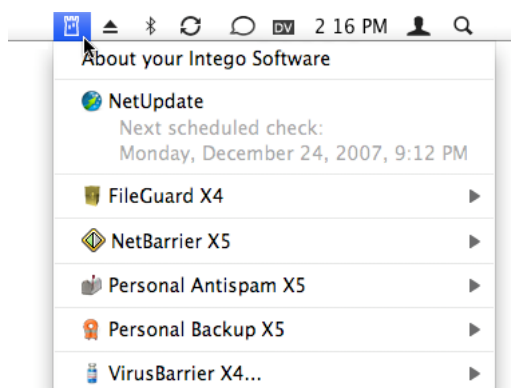 DV 2 16 PM
About your Intego Software
NetUpdate
Next scheduled check:
Monday, December 24, 2007, 9:12 PM
FileGuard X4
NetBarrier X5
Personal Antispam X5
Personal Backup X5
VirusBarrier X4...